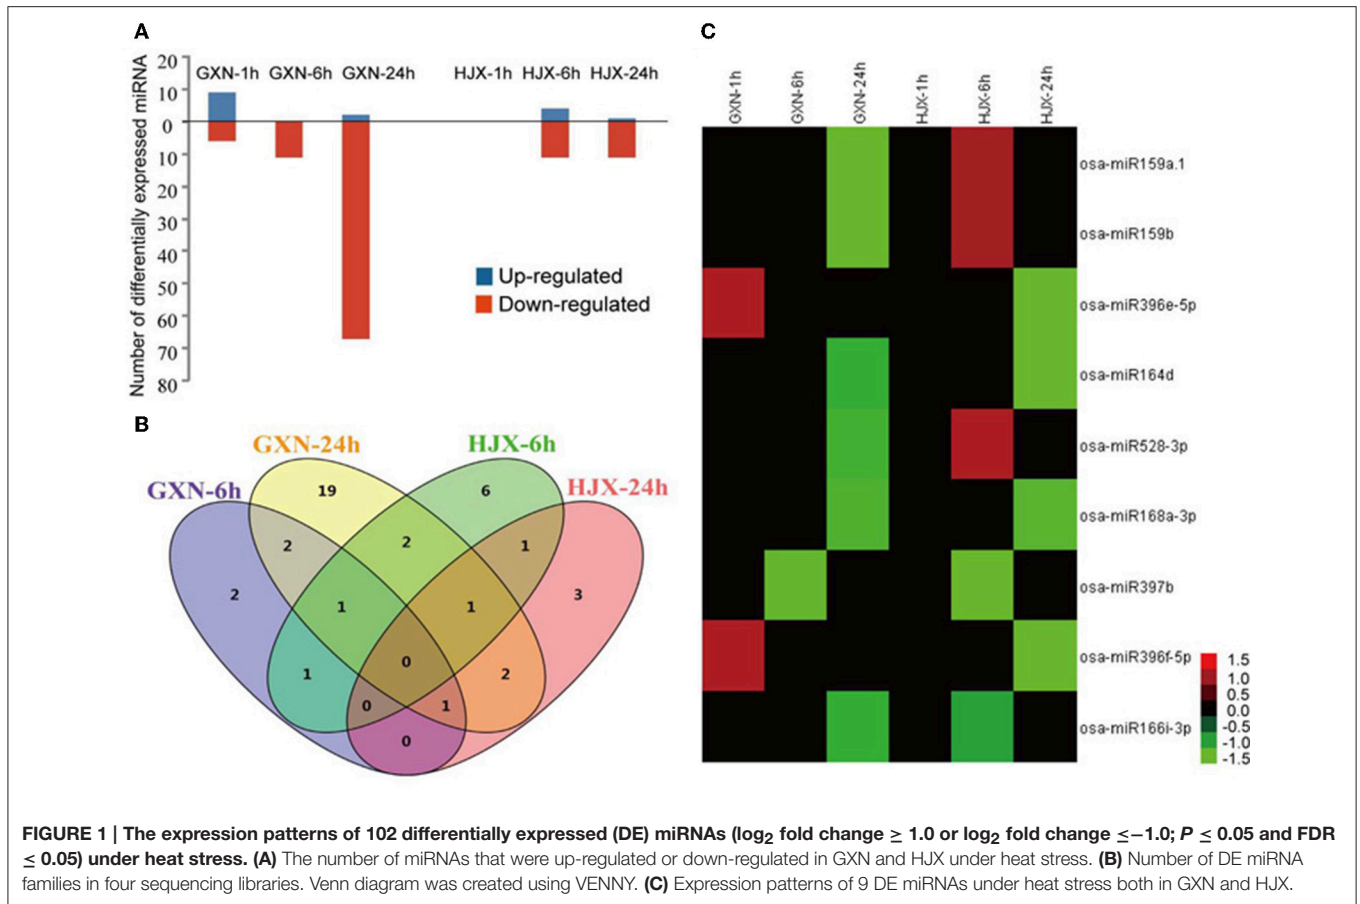 A
Number of differentially expressed miRNA
20
10
0
10
20
30
40
50
60
70
80
GXN-1h GXN-6h GXN-24h HJX-1h HJX-6h HJX-24h
Up-regulated
Down-regulated
B
GXN-6h
GXN-24h
HJX-6h
HJX-24h
19
6
2
2
1
2
1
1
3
1
0
2
0
1
0
C
GXN-1h
GXN-6h
GXN-24h
HJX-1h
HJX-6h
HJX-24h
osa-miR159a.1
osa-miR159b
osa-miR396e-5p
osa-miR164d
osa-miR528-3p
osa-miR168a-3p
osa-miR397b
osa-miR396f-5p
osa-miR166i-3p
1.5
1.0
0.5
0.0
-0.5
-1.0
-1.5
FIGURE 1 | The expression patterns of 102 differentially expressed (DE) miRNAs (log2 fold change ≥ 1.0 or log2 fold change ≤−1.0; P ≤ 0.05 and FDR
≤ 0.05) under heat stress. (A) The number of miRNAs that were up-regulated or down-regulated in GXN and HJX under heat stress. (B) Number of DE miRNA
families in four sequencing libraries. Venn diagram was created using VENNY. (C) Expression patterns of 9 DE miRNAs under heat stress both in GXN and HJX.